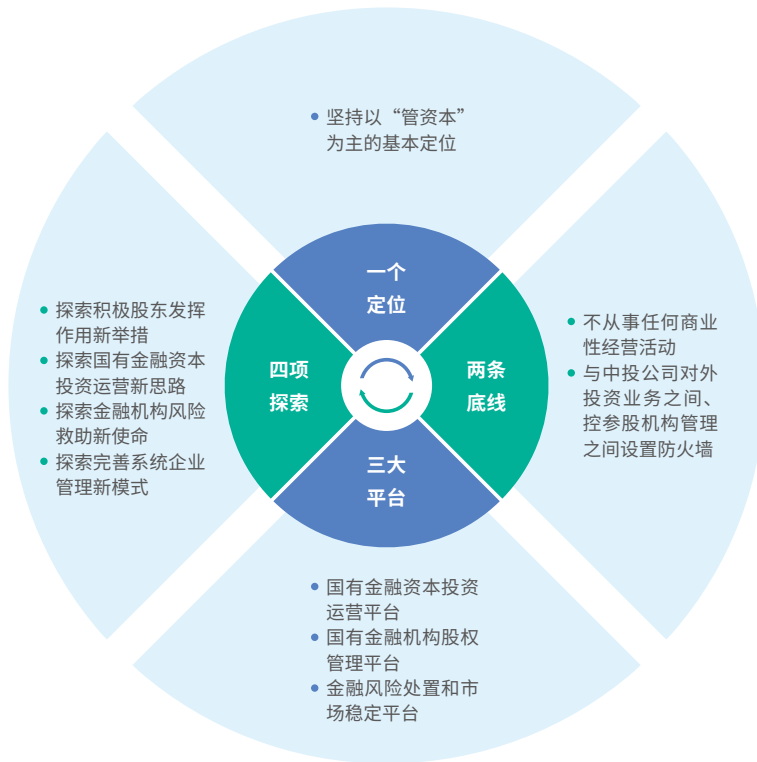 坚持以“管资本”
为主的基本定位
一个
定位
两条
底线
不从事任何商业
性经营活动
与中投公司对外
投资业务之间、
控参股机构管理
之间设置防火墙
三大
平台
国有金融资本投资
运营平台
国有金融机构股权
管理平台
金融风险处置和市
场稳定平台
四项
探索
探索积极股东发挥
作用新举措
探索国有金融资本
投资运营新思路
探索金融机构风险
救助新使命
探索完善系统企业
管理新模式